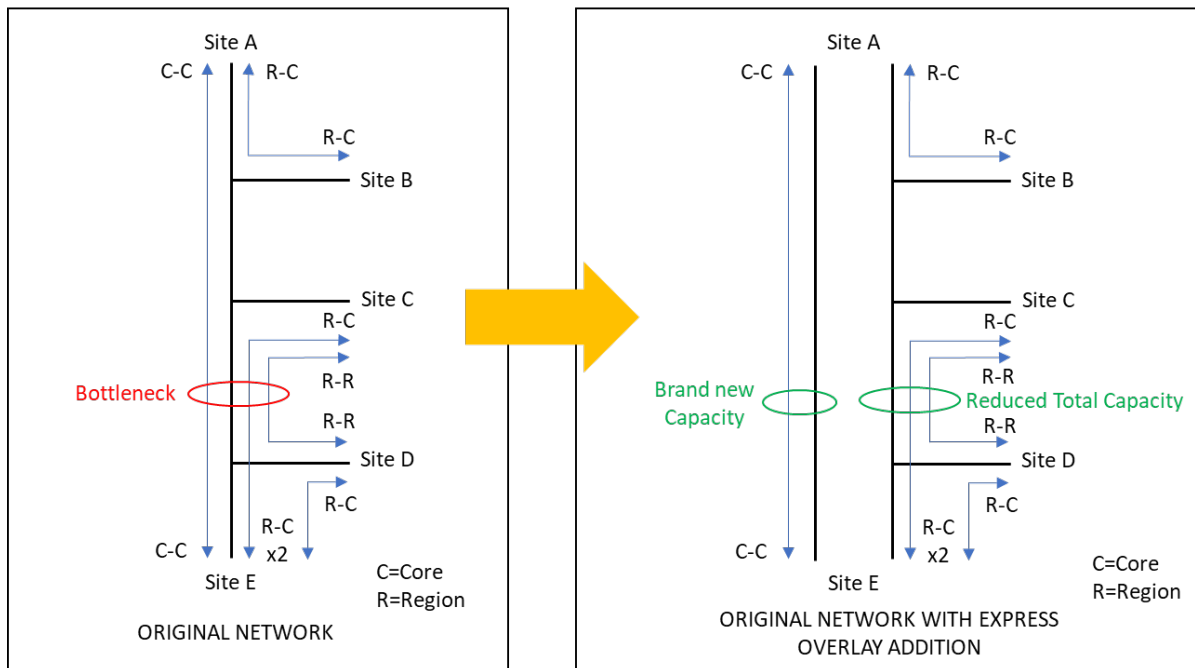 Site A
C-C
R-C
R-C
Site B
Site C
R-C
R-R
Bottleneck
R-R
Site D
R-C
R-C
x2
C-C
Site E
C=Core
R=Region
ORIGINAL NETWORK
Site A
C-C
R-C
R-C
Site B
Site C
R-C
R-R
Brand new
Capacity
Reduced Total Capacity
R-R
Site D
R-C
R-C
x2
C-C
Site E
C=Core
R=Region
ORIGINAL NETWORK WITH EXPRESS
OVERLAY ADDITION